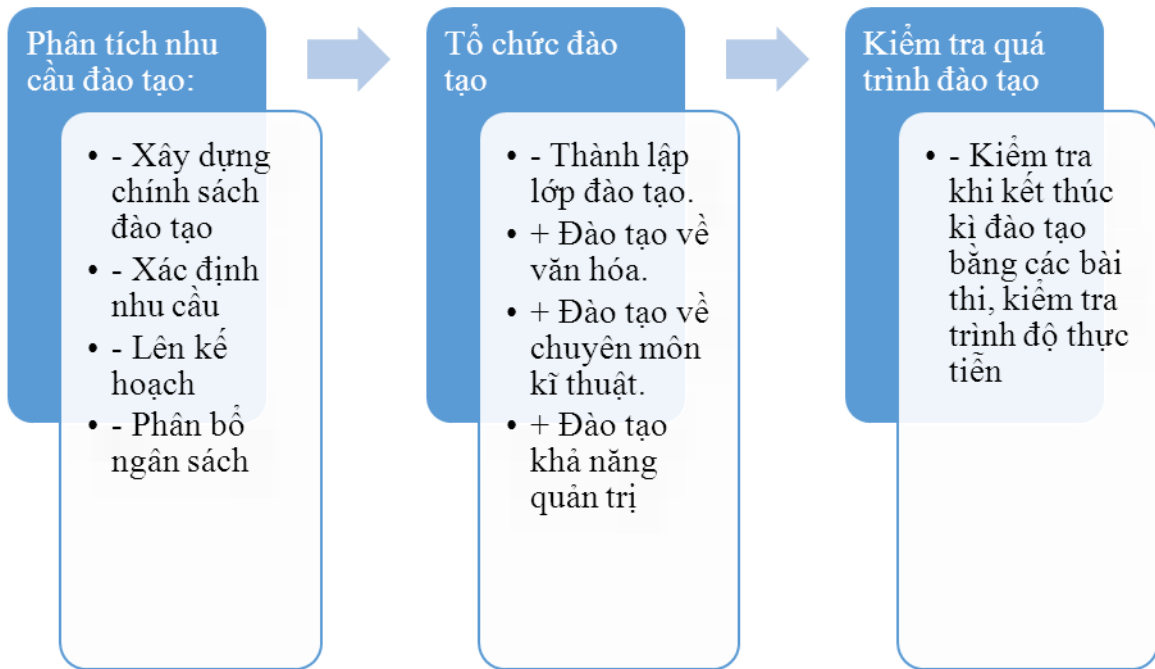 Phân tích nhu
cầu đào tạo:
• - Xây dựng
chính sách
đào tạo
• - Xác định
nhu cầu
• - Lên kế
hoạch
• - Phân bổ
ngân sách
Tổ chức đào
tạo
• - Thành lập
lớp đào tạo.
• + Đào tạo về
văn hóa.
• + Đào tạo về
chuyên môn
kĩ thuật.
• + Đào tạo
khả năng
quản trị
Kiểm tra quá
trình đào tạo
• - Kiểm tra
khi kết thúc
kì đào tạo
bằng các bài
thi, kiểm tra
trình độ thực
tiễn